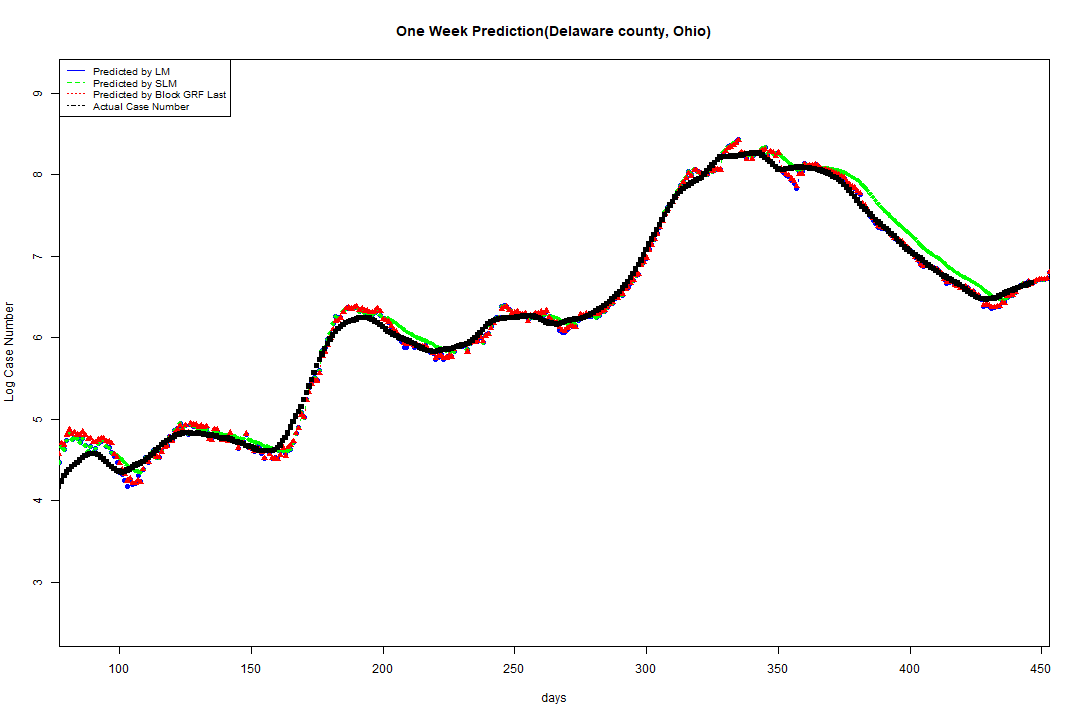 One Week Prediction(Delaware county, Ohio)
Predicted by LM
Predicted by SLM
Predicted by Block GRF Last
Actual Case Number
9
8
7
6
5
4
3
Log Case Number
100 150 200 250 300 350 400 450
days